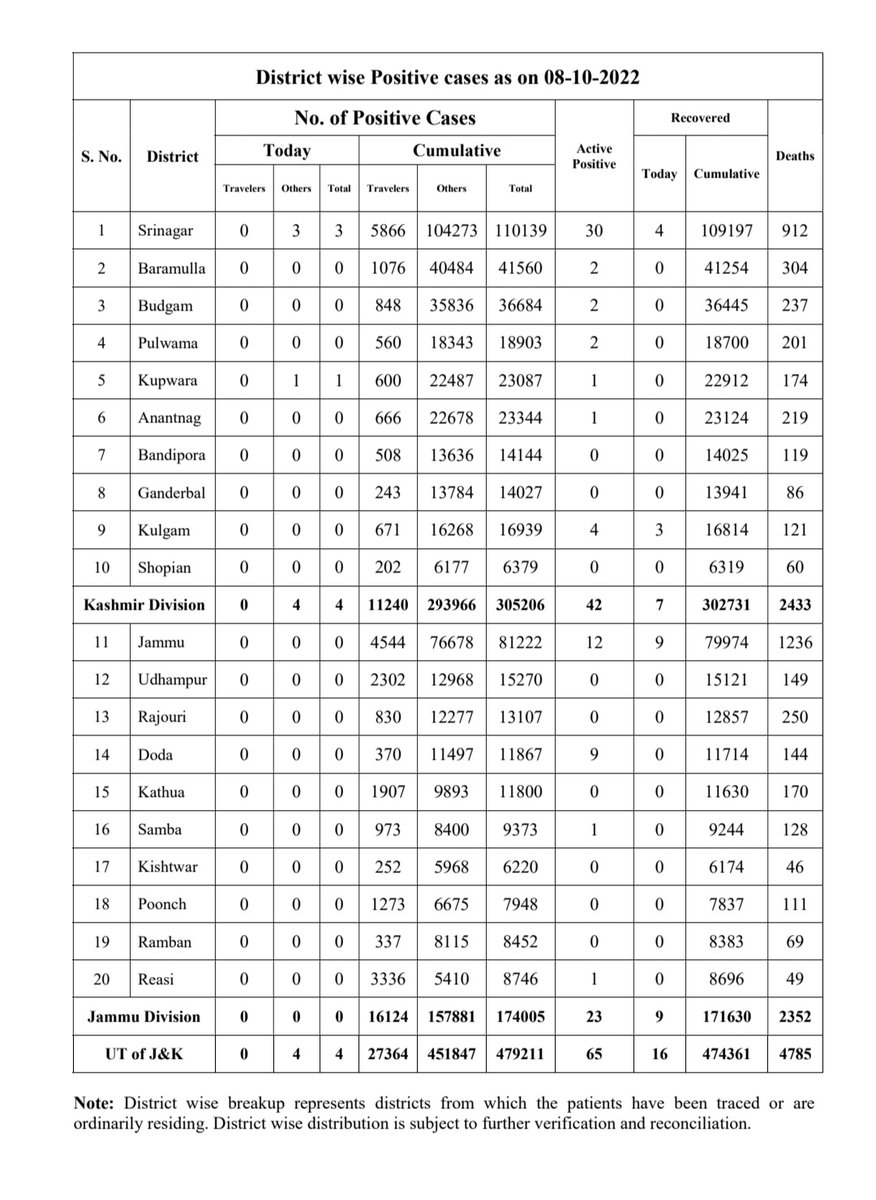 District wise Positive cases as on 08-10-2022
S. No. District No. of Positive Cases Active Positive Recovered Deaths
Today Cumulative Today Cumulative
Travelers Others Total Travelers Others Total
1 Srinagar 0 3 3 5866 104273 110139 30 4 109197 912
2 Baramulla 0 0 0 1076 40484 41560 2 0 41254 304
3 Budgam 0 0 0 848 35836 36684 2 0 36445 237
4 Pulwama 0 0 0 560 18343 18903 2 0 18700 201
5 Kupwara 0 1 1 600 22487 23087 1 0 22912 174
6 Anantnag 0 0 0 666 22678 23344 1 0 23124 219
7 Bandipora 0 0 0 508 13636 14144 0 0 14025 119
8 Ganderbal 0 0 0 243 13784 14027 0 0 13941 86
9 Kulgam 0 0 0 671 16268 16939 4 3 16814 121
10 Shopian 0 0 0 202 6177 6379 0 0 6319 60
Kashmir Division 0 4 4 11240 293966 305206 42 7 302731 2433
11 Jammu 0 0 0 4544 76678 81222 12 9 79974 1236
12 Udhampur 0 0 0 2302 12968 15270 0 0 15121 149
13 Rajouri 0 0 0 830 12277 13107 0 0 12857 250
14 Doda 0 0 0 370 11497 11867 9 0 11714 144
15 Kathua 0 0 0 1907 9893 11800 0 0 11630 170
16 Samba 0 0 0 973 8400 9373 1 0 9244 128
17 Kishtwar 0 0 0 252 5968 6220 0 0 6174 46
18 Poonch 0 0 0 1273 6675 7948 0 0 7837 111
19 Ramban 0 0 0 337 8115 8452 0 0 8383 69
20 Reasi 0 0 0 3336 5410 8746 1 0 8696 49
Jammu Division 0 0 0 16124 157881 174005 23 9 171630 2352
UT of J&K 0 4 4 27364 451847 479211 65 16 474361 4785
Note: District wise breakup represents districts from which the patients have been traced or are
ordinarily residing. District wise distribution is subject to further verification and reconciliation.